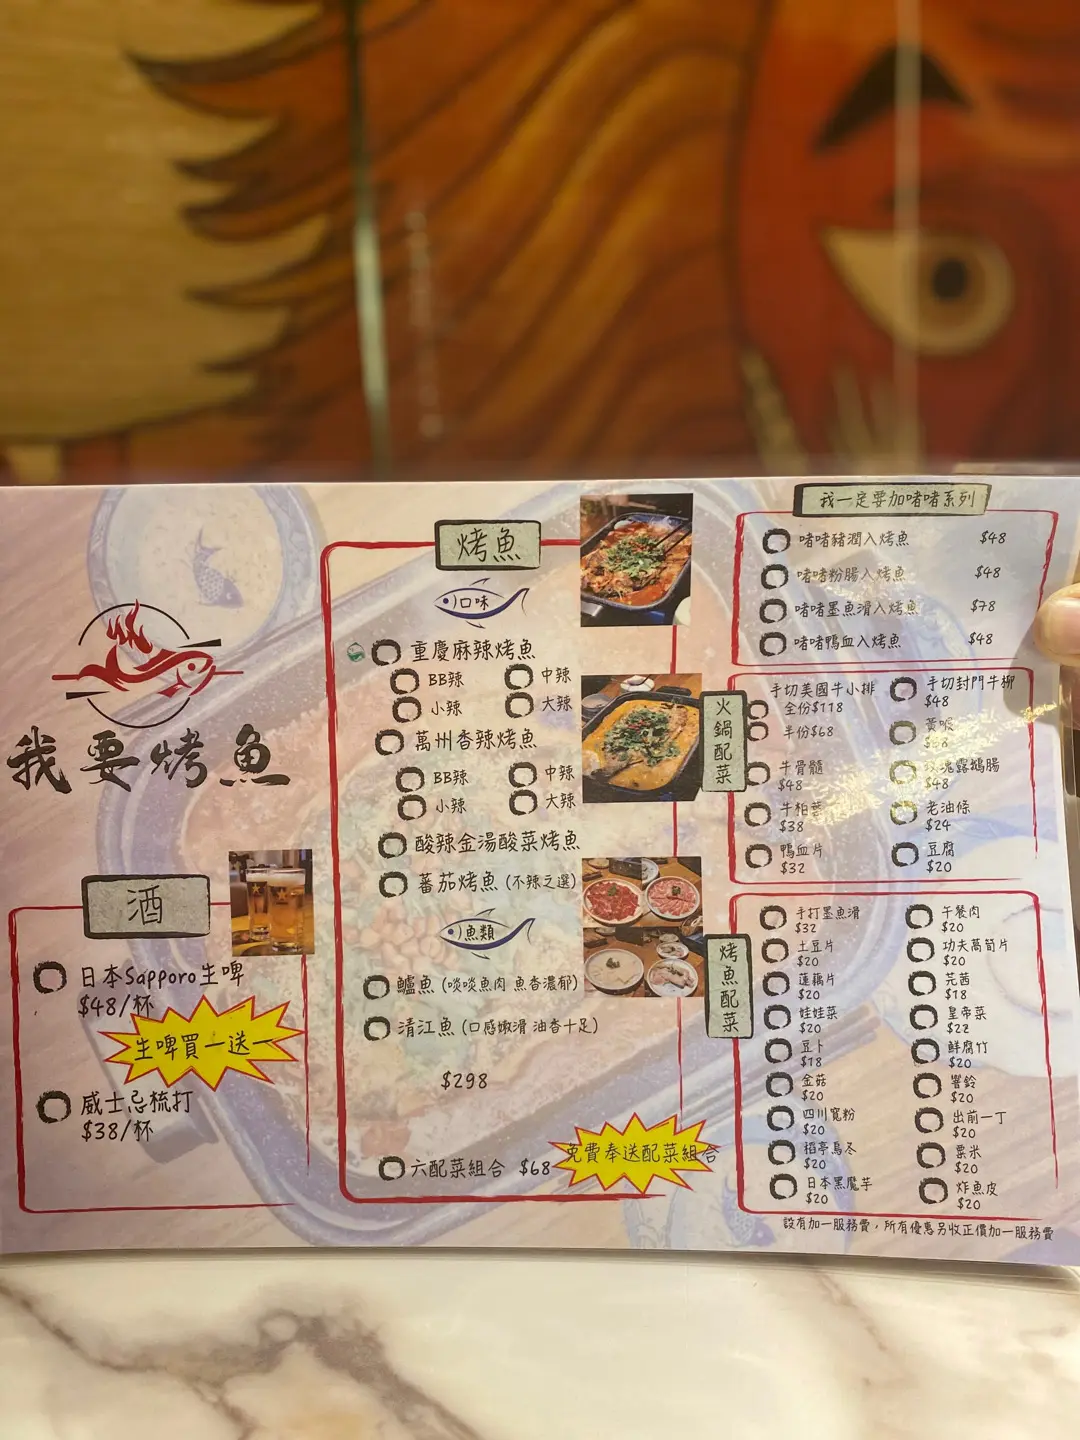 我要烤魚
酒
日本Sapporo生啤
$48/杯
生啤買一送一
威士忌梳打
$38/杯
烤魚
口味
重慶麻辣烤魚
BB辣
中辣
小辣
大辣
萬州香辣烤魚
BB辣
中辣
小辣
大辣
酸辣金湯酸菜烤魚
蕃茄烤魚 (不辣之選)
魚類
鱸魚 (啖啖魚肉 魚香濃郁)
清江魚 (口感嫩滑 油香十足)
$298
六配菜組合 $68
免費奉送配菜組合
我一定要加啫啫系列
啫啫豬潤入烤魚 $48
啫啫粉腸入烤魚 $48
啫啫墨魚滑入烤魚 $78
啫啫鴨血入烤魚 $48
火鍋配菜
手切美國牛小排
全份$118
半份$68
牛骨髓
$48
牛柏葉
$38
鴨血片
$32
手切封門牛柳
$48
黃喉
玫瑰露鵝腸
$48
老油條
$24
豆腐
$20
烤魚配菜
手打墨魚滑
$32
土豆片
$20
蓮藕片
$20
娃娃菜
$20
豆卜
$18
金菇
$20
四川寬粉
$20
稻亭烏冬
$20
日本黑魔芋
$20
午餐肉
$20
功夫萵筍片
$20
芫茜
$18
皇帝菜
$22
鮮腐竹
$20
響鈴
$20
出前一丁
$20
粟米
$20
炸魚皮
$20
設有加一服務費，所有優惠另收正價加一服務費